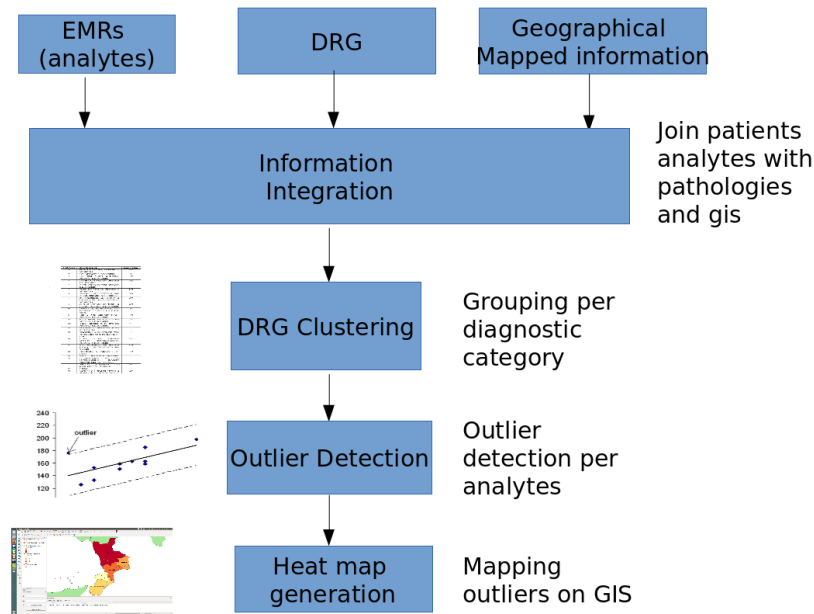 EMRs
(analytes)
DRG
Geographical
Mapped information
Information
Integration
Join patients
analytes with
pathologies
and gis
DRG Clustering
Grouping per
diagnostic
category
240
220
200
180
160
140
120
outlier
Outlier Detection
Outlier
detection per
analytes
Heat map
generation
Mapping
outliers on GIS